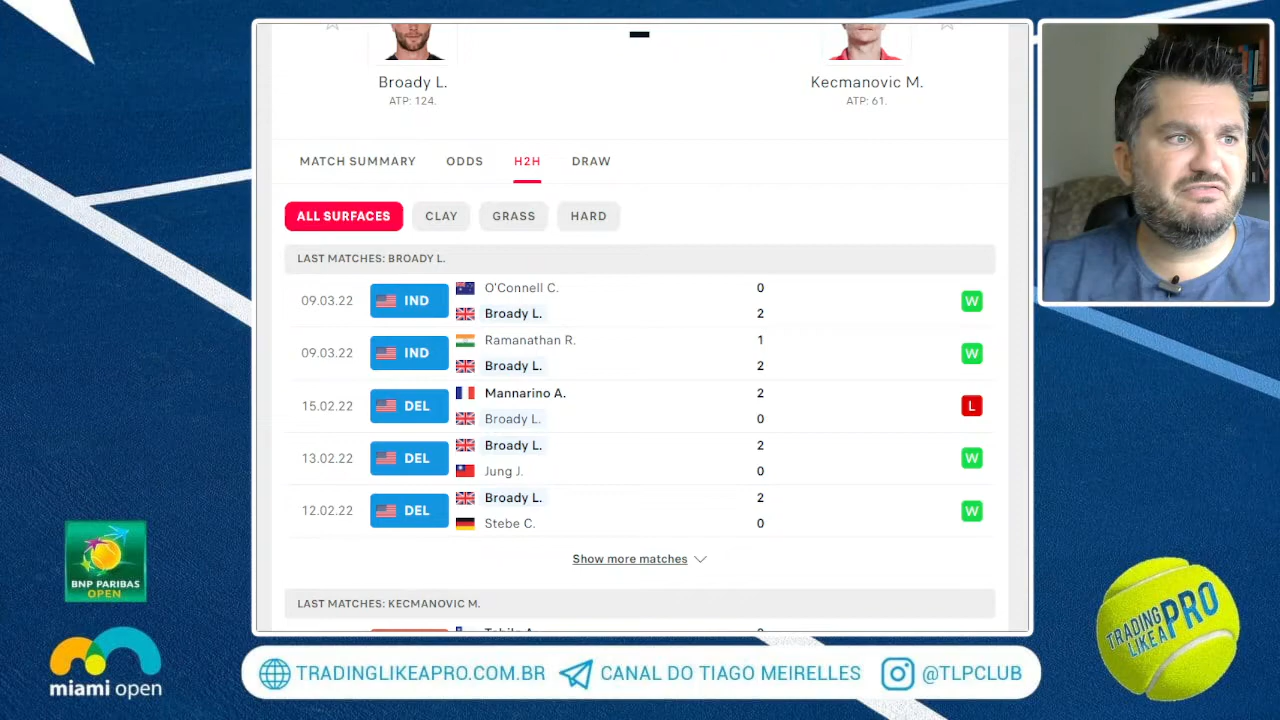 Broady L.
ATP: 124.
Kecmanovic M.
ATP: 61.
MATCH SUMMARY ODDS H2H DRAW
ALL SURFACES CLAY GRASS HARD
LAST MATCHES: BROADY L.
09.03.22 IND O'Connell C. 0 W
Broady L. 2
09.03.22 IND Ramanathan R. 1 W
Broady L. 2
15.02.22 DEL Mannarino A. 2 L
Broady L. 0
13.02.22 DEL Broady L. 2 W
Jung J. 0
12.02.22 DEL Broady L. 2 W
Stebe C. 0
Show more matches
LAST MATCHES: KECMANOVIC M.
BNP PARIBAS
OPEN
miami open
TRADINGLIKEAPRO.COM.BR CANAL DO TIAGO MEIRELLES @TLPCLUB
TRADING
LIKE A
PRO